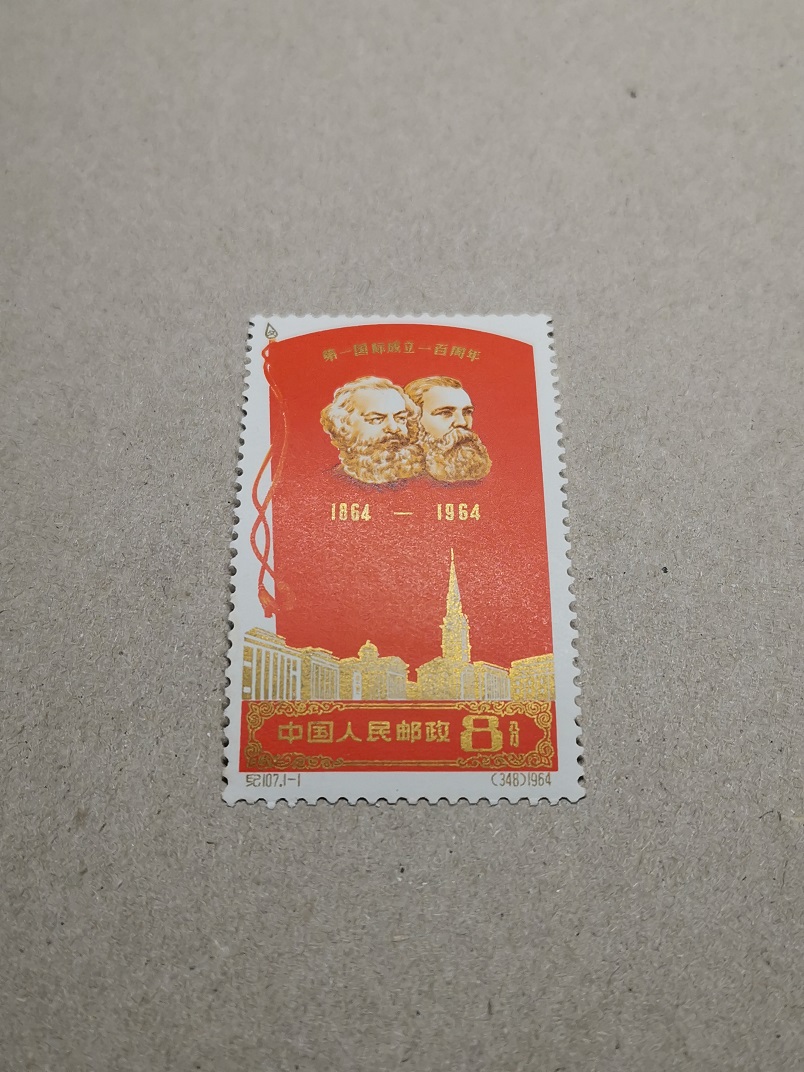 第一国际成立一百周年
1864 — 1964
中国人民邮政 8分
纪107.1-1 (348)1964